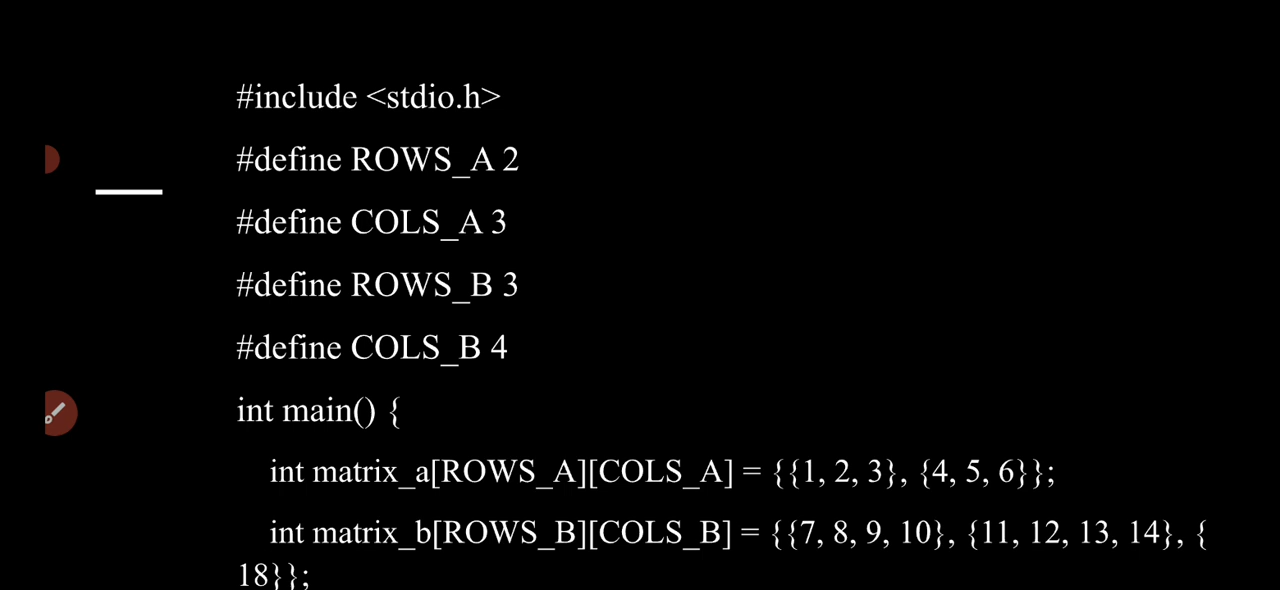 #include <stdio.h>
#define ROWS_A 2
#define COLS_A 3
#define ROWS_B 3
#define COLS_B 4
int main() {
int matrix_a[ROWS_A][COLS_A] = {{1, 2, 3}, {4, 5, 6}};
int matrix_b[ROWS_B][COLS_B] = {{7, 8, 9, 10}, {11, 12, 13, 14}, {
18}};